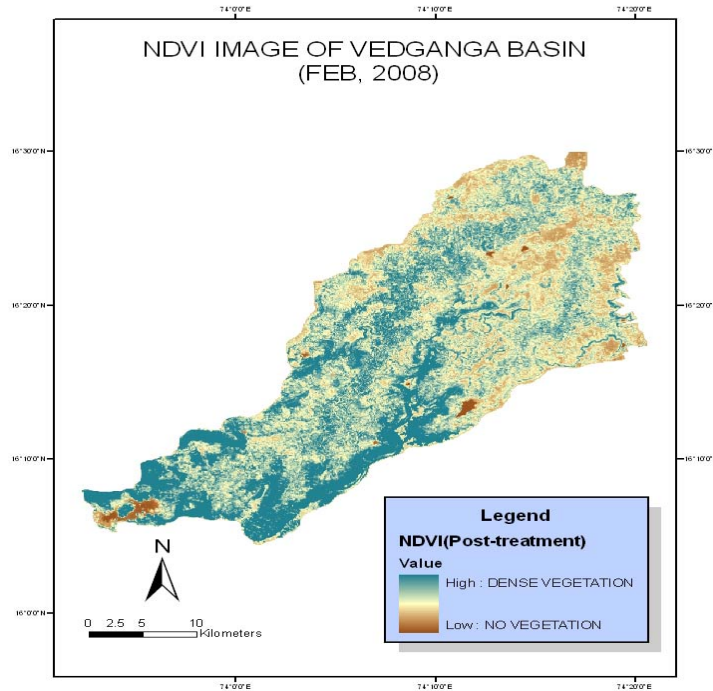 74°0'0"E 74°10'0"E 74°20'0"E
NDVI IMAGE OF VEDGANGA BASIN
(FEB, 2008)
16°30'0"N 16°30'0"N
16°20'0"N 16°20'0"N
16°10'0"N 16°10'0"N
Legend
NDVI(Post-treatment)
Value
High : DENSE VEGETATION
Low : NO VEGETATION
N
16°0'0"N 16°0'0"N
0 2.5 5 10
Kilometers
74°0'0"E 74°10'0"E 74°20'0"E